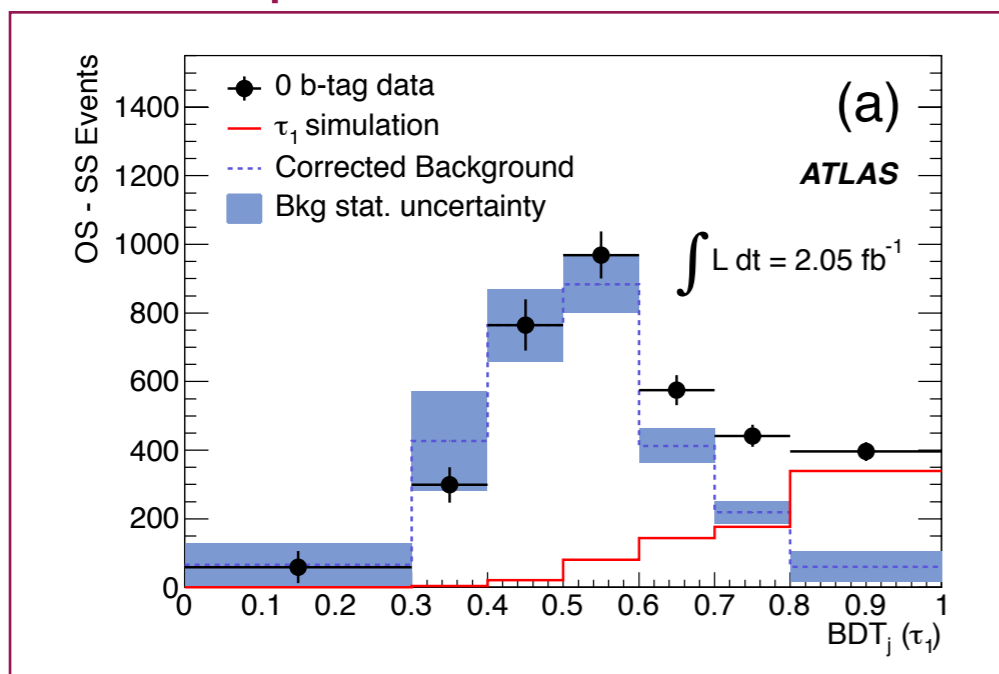 OS - SS Events
1400
1200
1000
800
600
400
200
0
0 b-tag data
τ₁ simulation
Corrected Background
Bkg stat. uncertainty
(a)
ATLAS
∫ L dt = 2.05 fb⁻¹
0 0.1 0.2 0.3 0.4 0.5 0.6 0.7 0.8 0.9 1
BDTⱼ (τ₁)